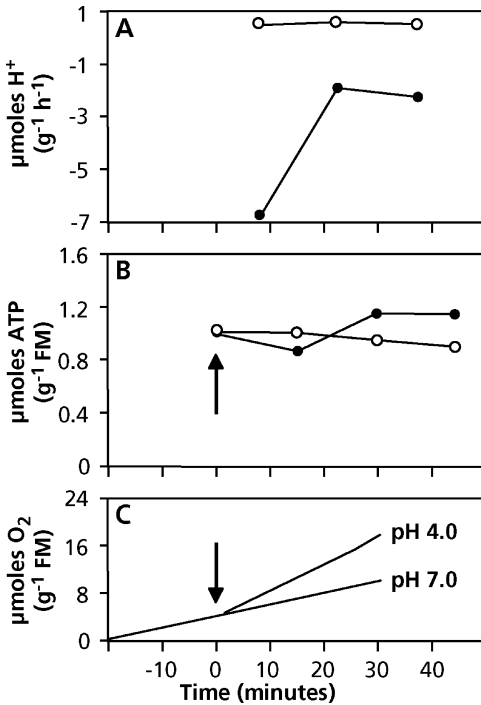 A
µmoles H⁺
(g⁻¹ h⁻¹)
1
-1
-3
-5
-7
B
µmoles ATP
(g⁻¹ FM)
1.6
1.2
0.8
0.4
0
C
µmoles O₂
(g⁻¹ FM)
24
16
8
0
pH 4.0
pH 7.0
-10 0 10 20 30 40
Time (minutes)